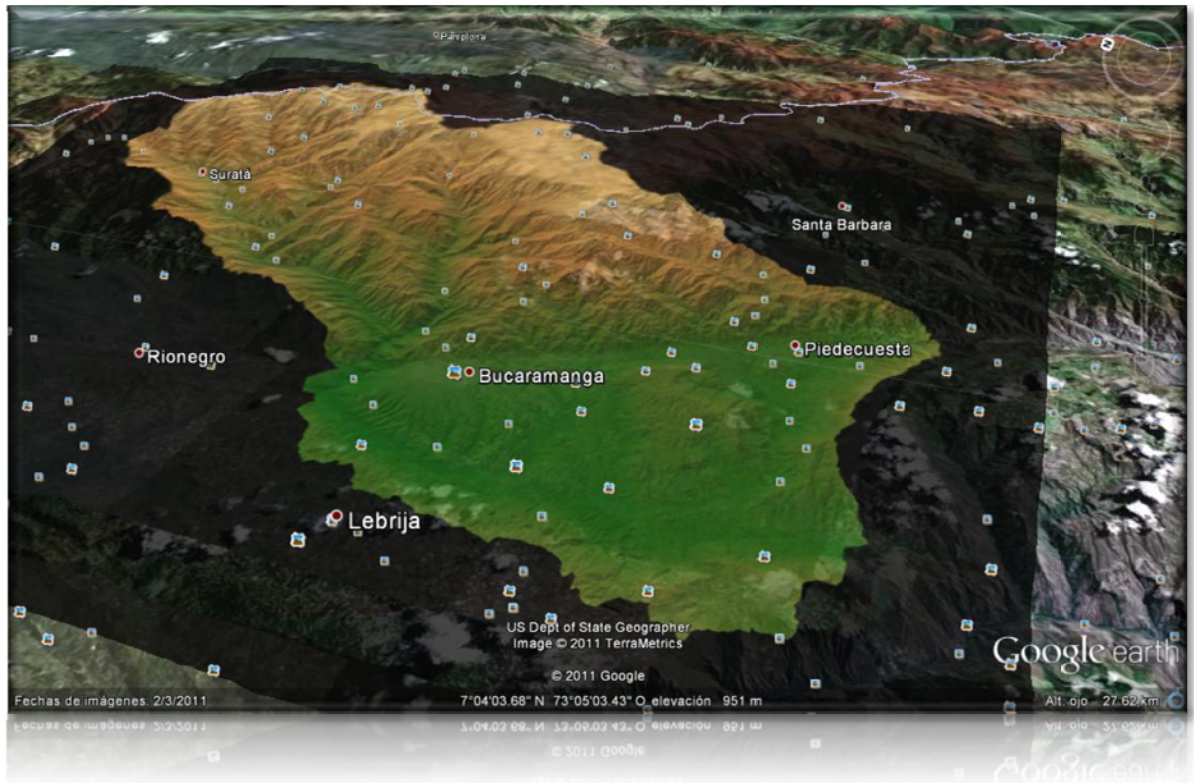 Pamplona
N
Suratá
Santa Barbara
Rionegro
Piedecuesta
Bucaramanga
Lebrija
US Dept of State Geographer
Image © 2011 TerraMetrics
Google earth
© 2011 Google
Fechas de imágenes: 2/3/2011
7°04'03.68" N 73°05'03.43" O elevación 951 m
Alt. ojo 27.62 km